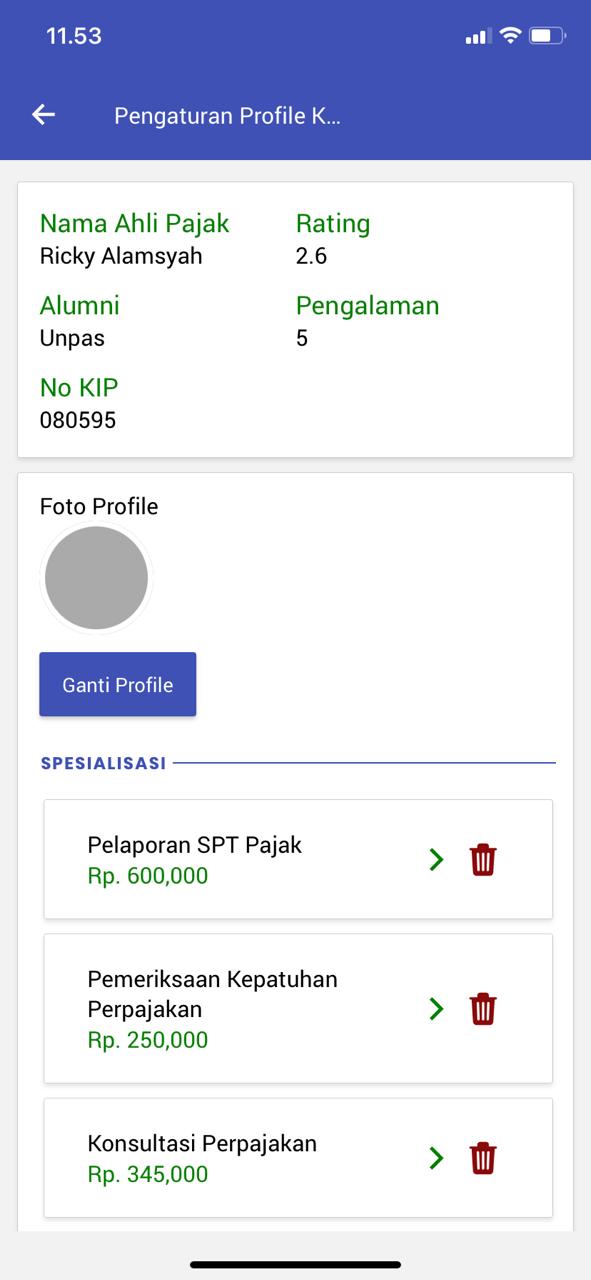 11.53
Pengaturan Profile K...
Nama Ahli Pajak
Ricky Alamsyah
Rating
2.6
Alumni
Unpas
Pengalaman
5
No KIP
080595
Foto Profile
Ganti Profile
SPESIALISASI
Pelaporan SPT Pajak
Rp. 600,000
Pemeriksaan Kepatuhan
Perpajakan
Rp. 250,000
Konsultasi Perpajakan
Rp. 345,000